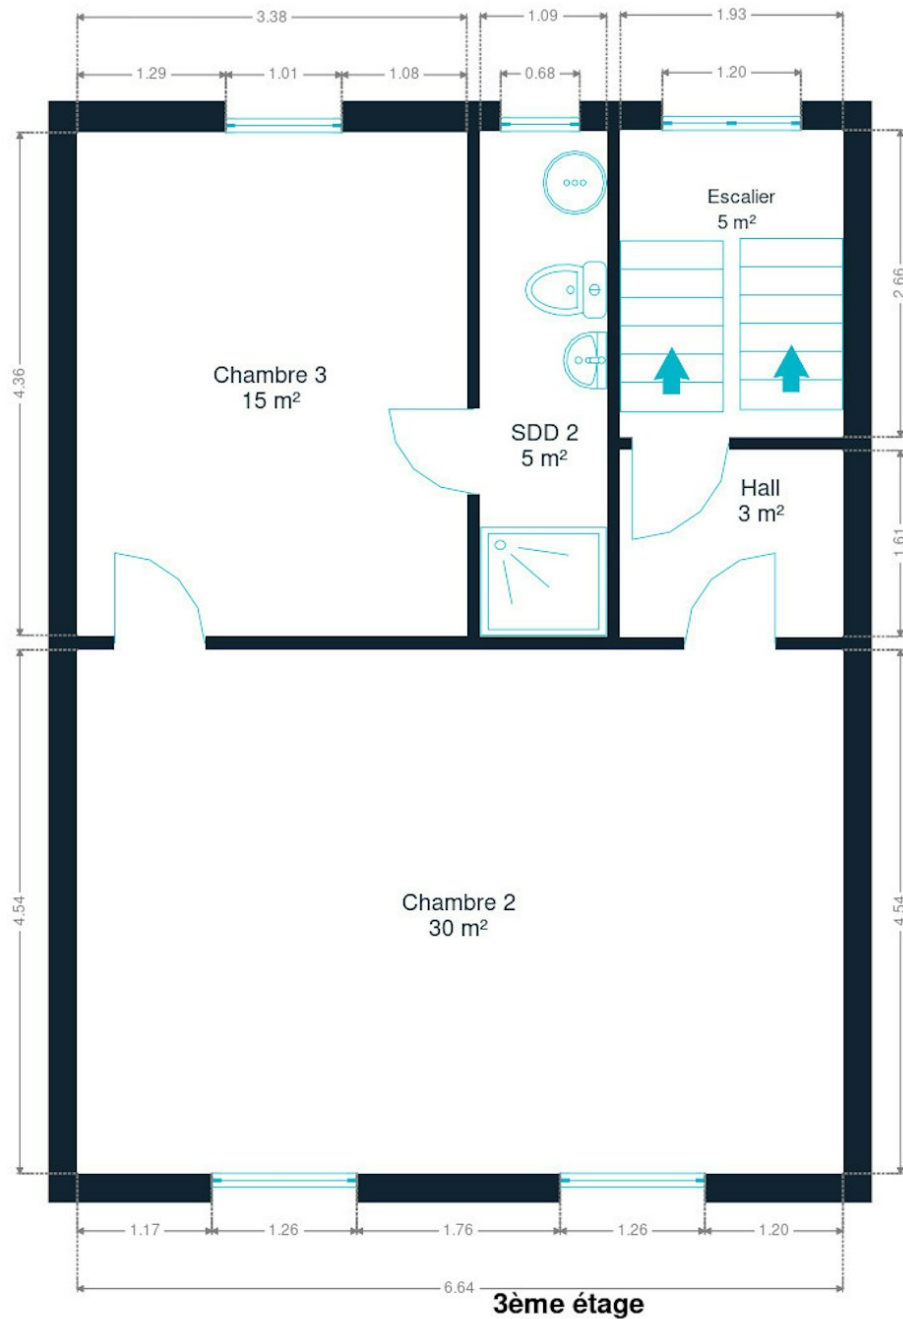 3.38
1.09
1.93
1.29
1.01
1.08
0.68
1.20
Escalier
5 m²
2.66
4.36
Chambre 3
15 m²
SDD 2
5 m²
Hall
3 m²
1.61
4.54
Chambre 2
30 m²
4.54
1.17
1.26
1.76
1.26
1.20
6.64
3ème étage